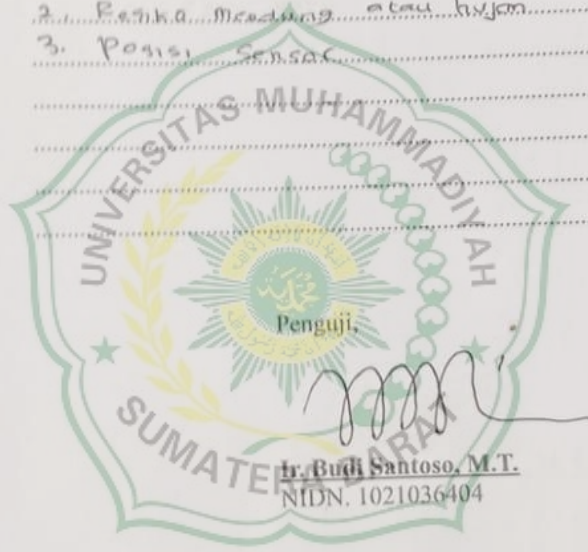 2. Resiko Mendung atau hujan
3. Posisi Sensor
UNIVERSITAS MUHAMMADIYAH
Penguji,
SUMATERA BARAT
Ir. Budi Santoso, M.T.
NIDN. 1021036404